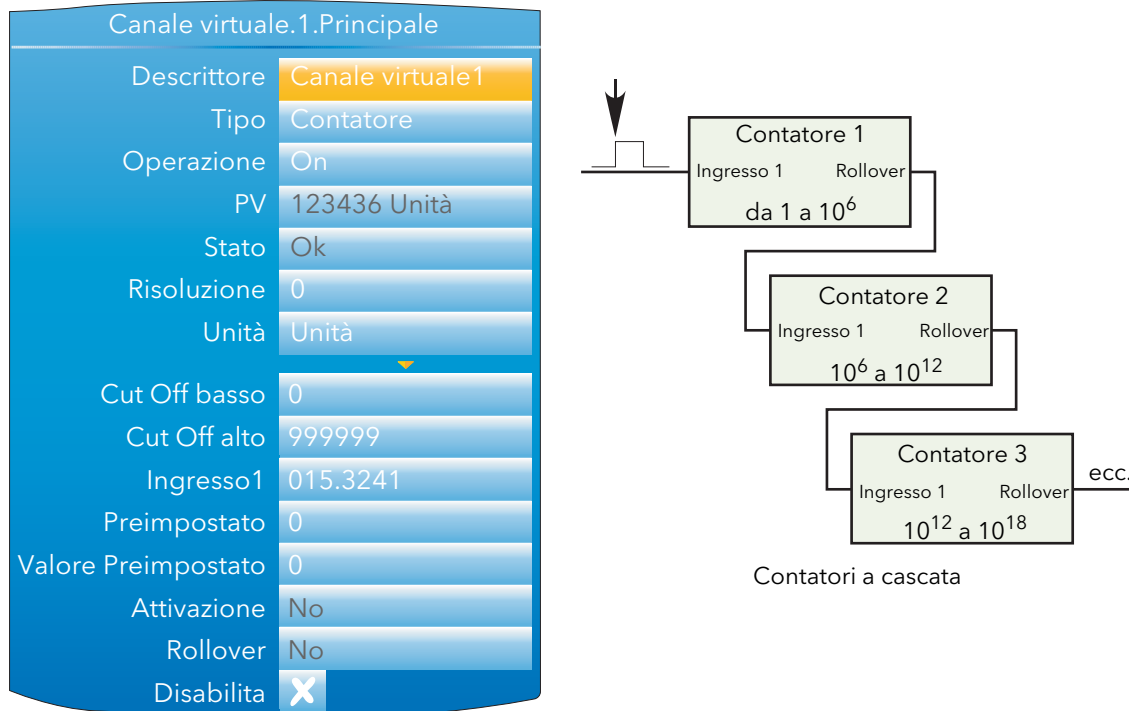 Canale virtuale.1.Principale
Descrittore Canale virtuale1
Tipo Contatore
Operazione On
PV 123436 Unità
Stato Ok
Risoluzione 0
Unità Unità
Cut Off basso 0
Cut Off alto 999999
Ingresso1 015.3241
Preimpostato 0
Valore Preimpostato 0
Attivazione No
Rollover No
Disabilita
Contatore 1
Ingresso 1 Rollover
da 1 a 10⁶
Contatore 2
Ingresso 1 Rollover
10⁶ a 10¹²
Contatore 3
Ingresso 1 Rollover
10¹² a 10¹⁸
ecc.
Contatori a cascata